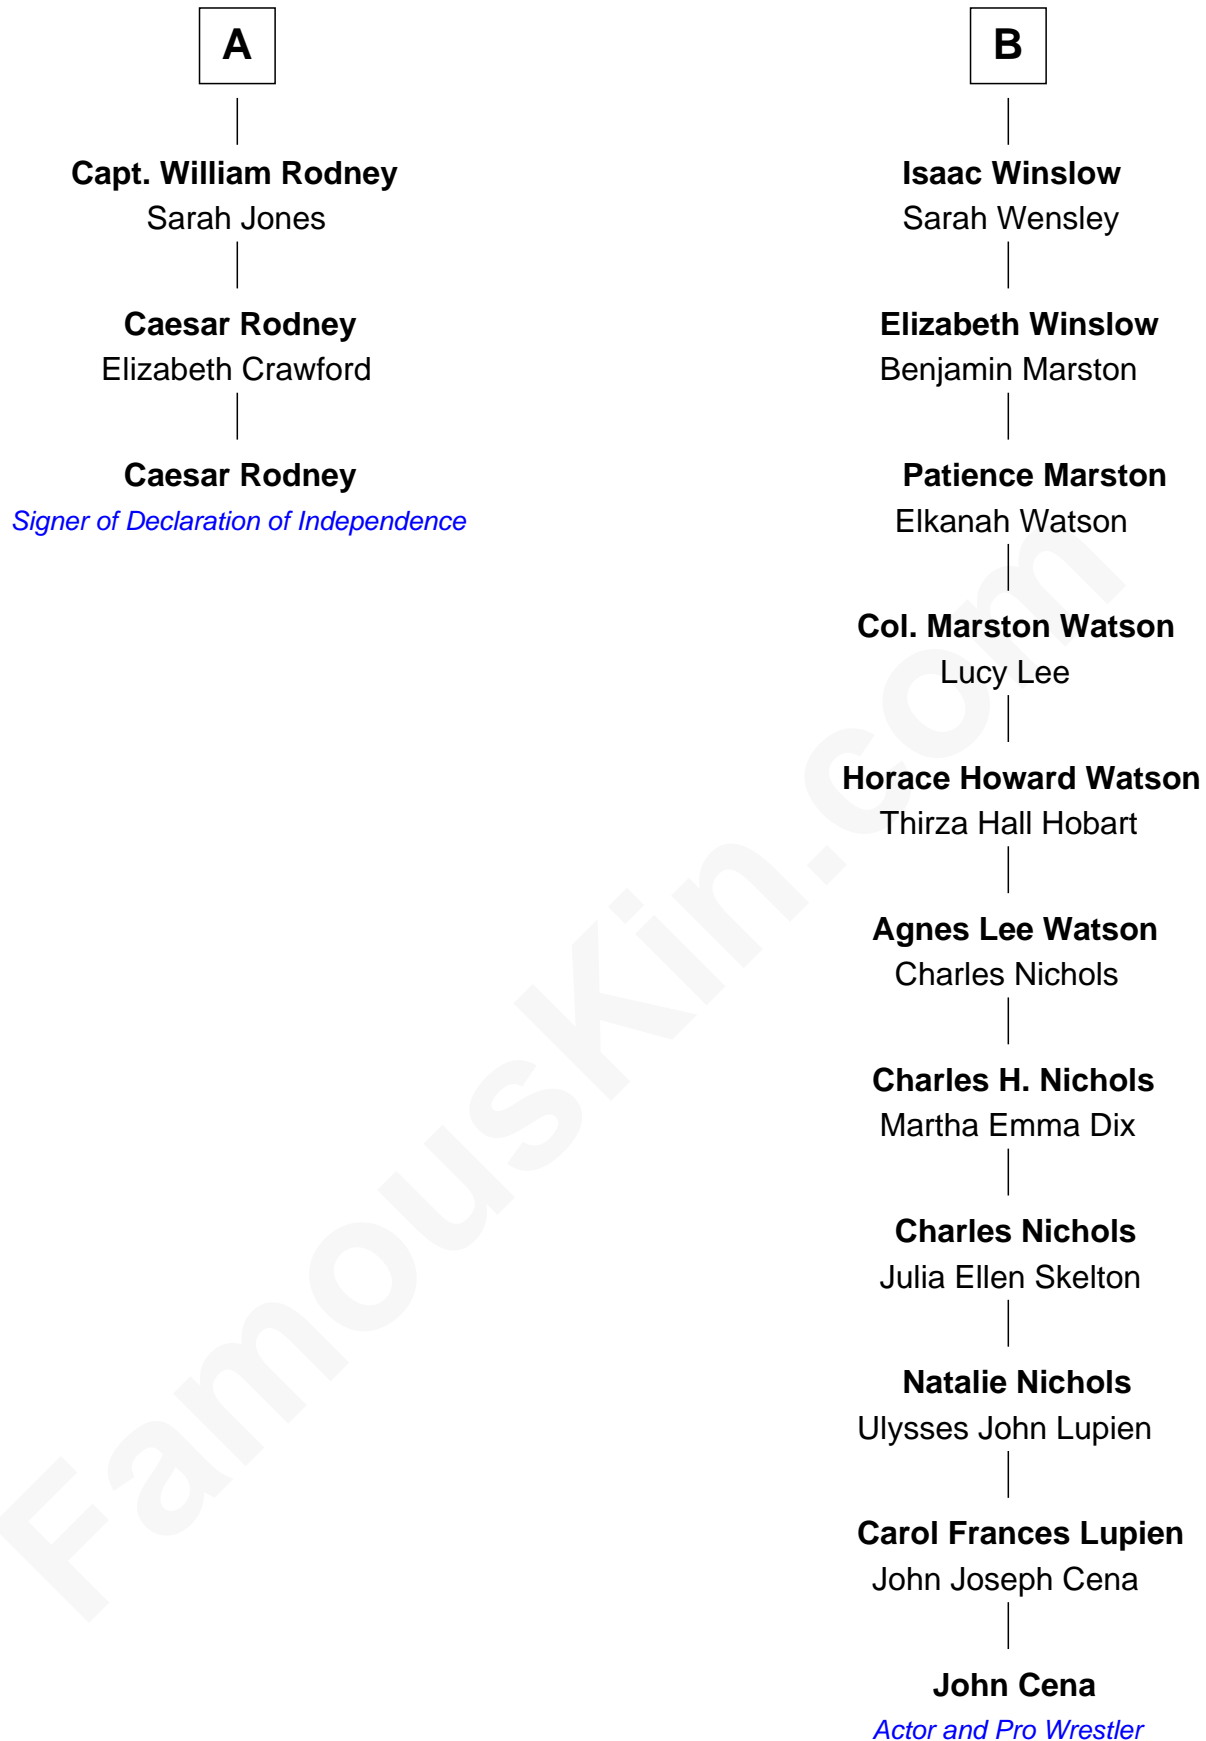 A
Capt. William Rodney
Sarah Jones
Caesar Rodney
Elizabeth Crawford
Caesar Rodney
Signer of Declaration of Independence
B
Isaac Winslow
Sarah Wensley
Elizabeth Winslow
Benjamin Marston
Patience Marston
Elkanah Watson
Col. Marston Watson
Lucy Lee
Horace Howard Watson
Thirza Hall Hobart
Agnes Lee Watson
Charles Nichols
Charles H. Nichols
Martha Emma Dix
Charles Nichols
Julia Ellen Skelton
Natalie Nichols
Ulysses John Lupien
Carol Frances Lupien
John Joseph Cena
John Cena
Actor and Pro Wrestler
FamousKin.com